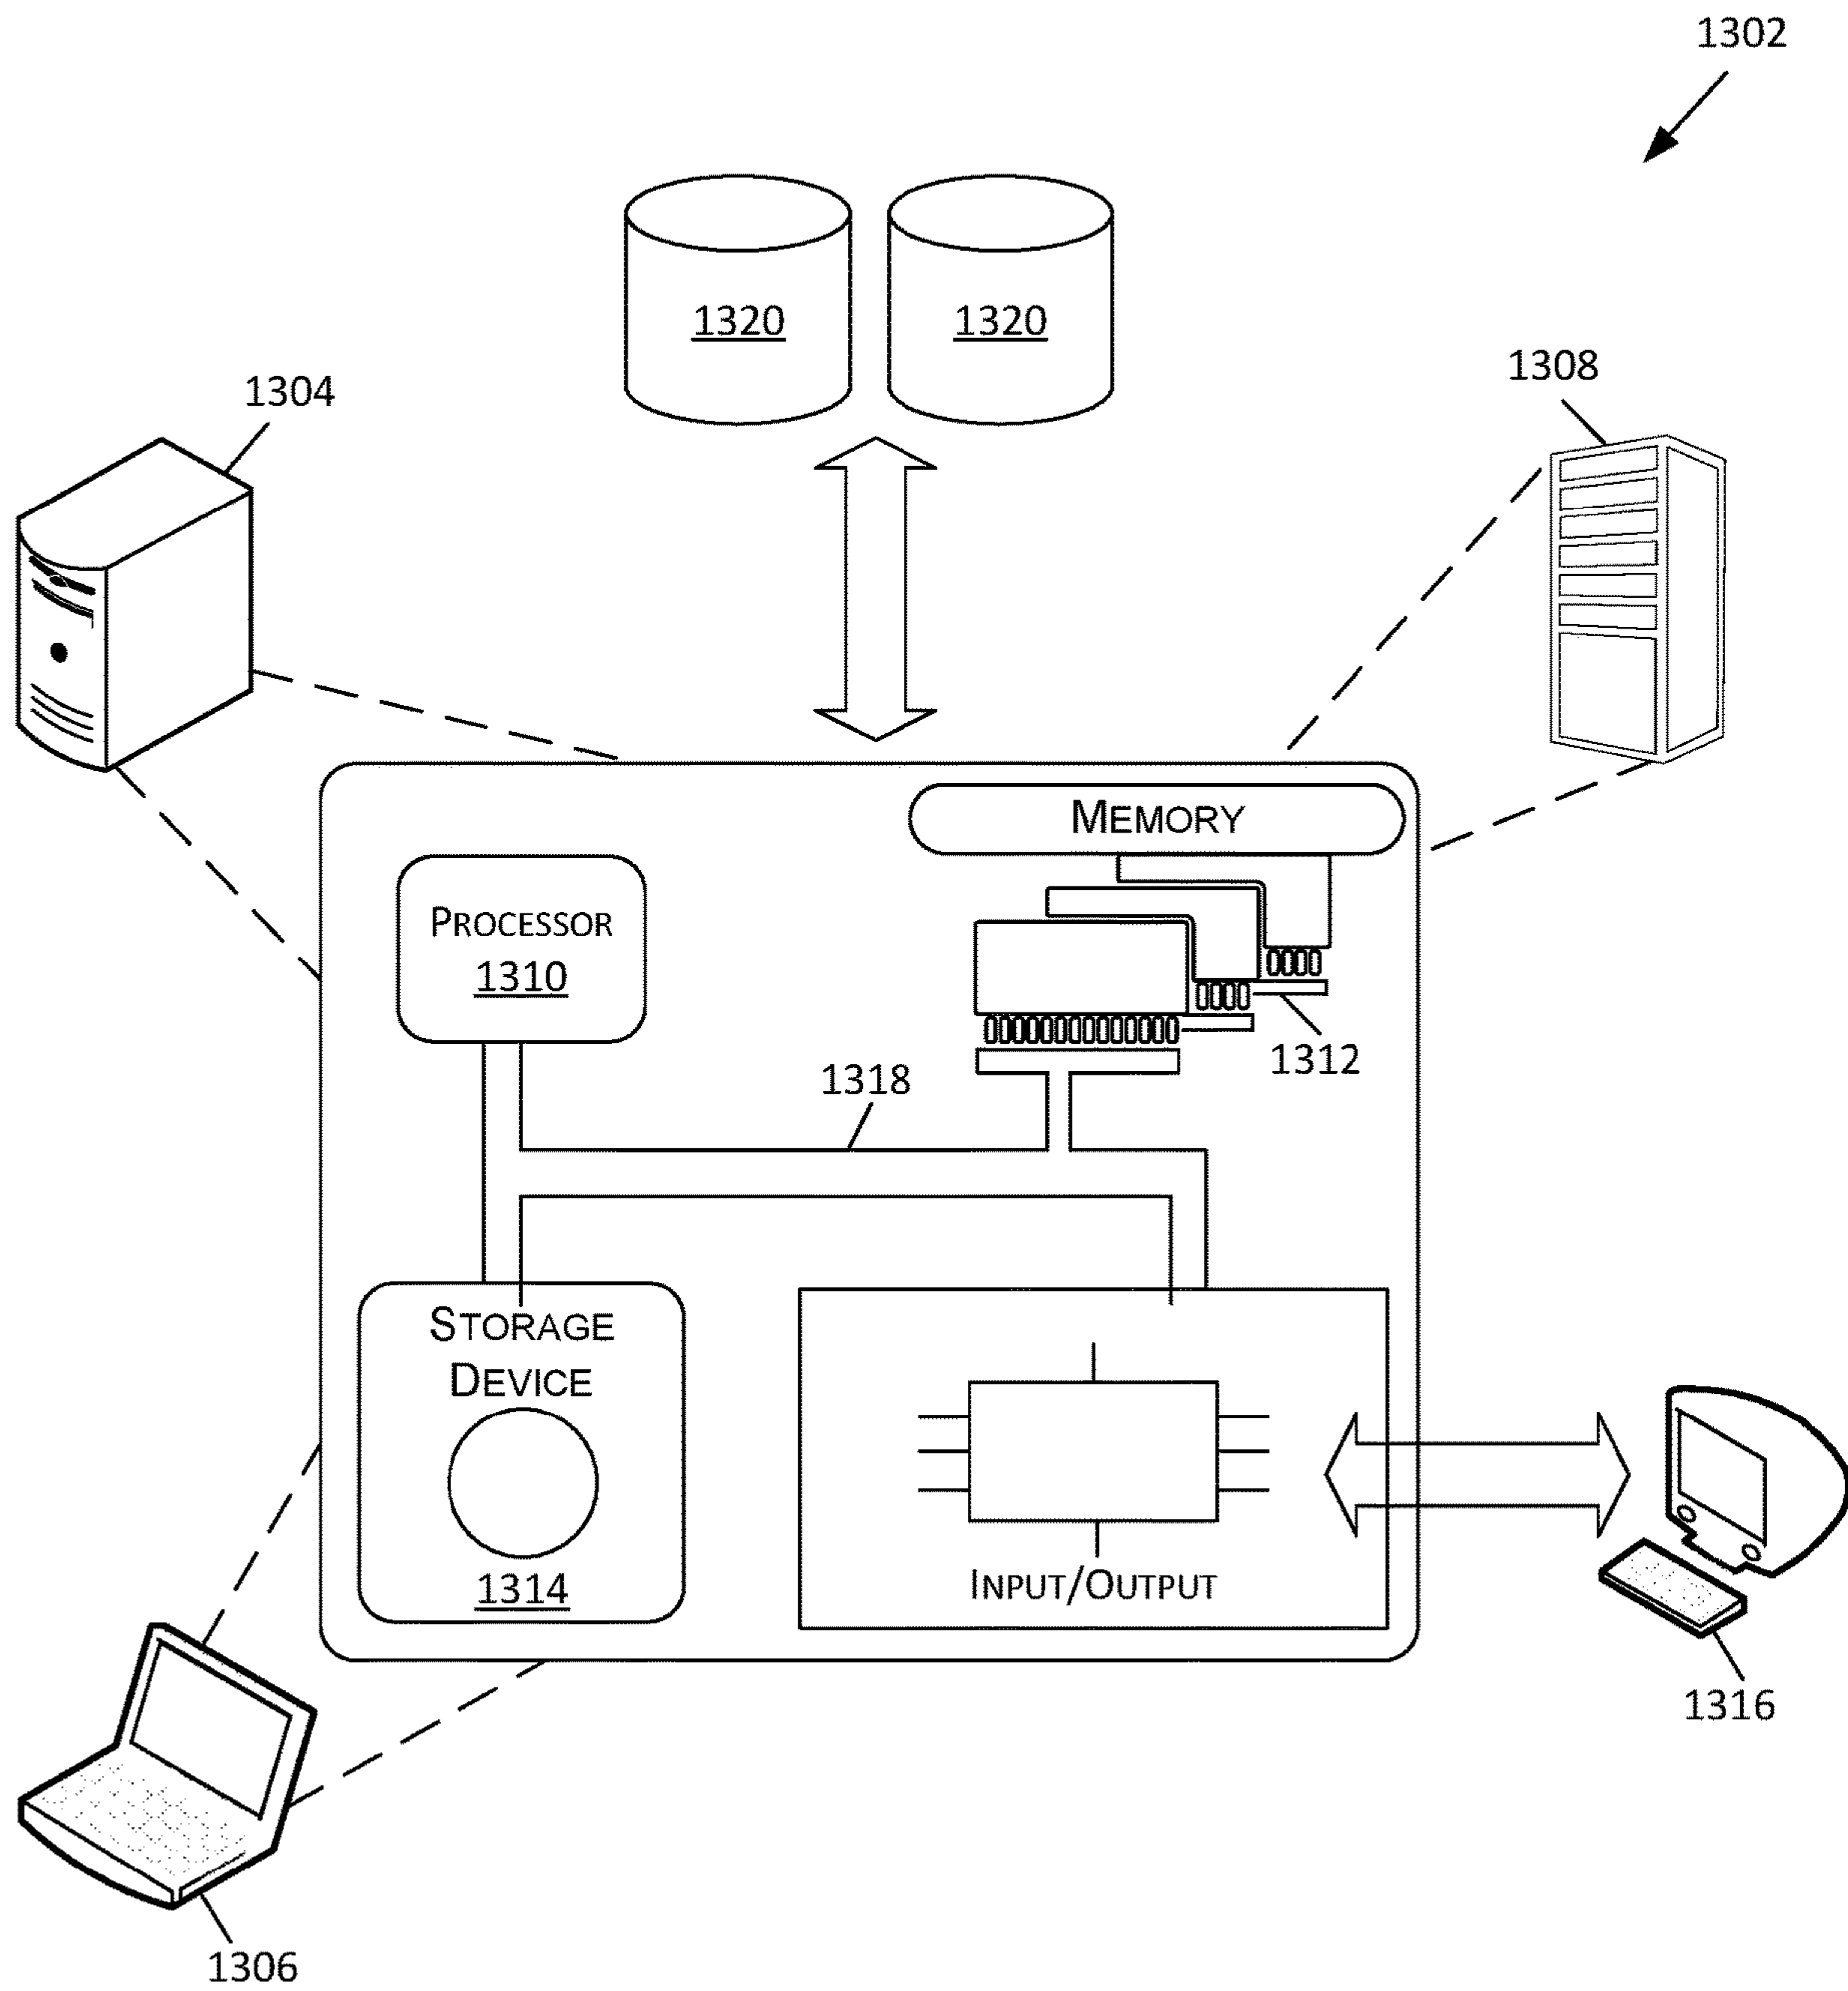 1302
1320
1320
1308
1304
MEMORY
PROCESSOR
1310
1312
1318
STORAGE
DEVICE
1314
INPUT/OUTPUT
1316
1306